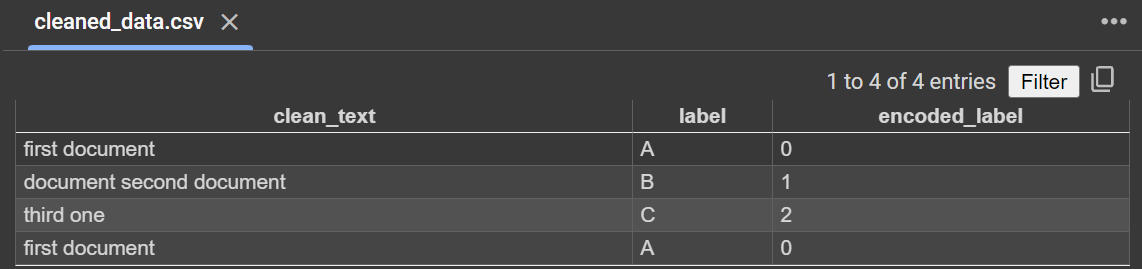 cleaned_data.csv
1 to 4 of 4 entries Filter
clean_text label encoded_label
first document A 0
document second document B 1
third one C 2
first document A 0